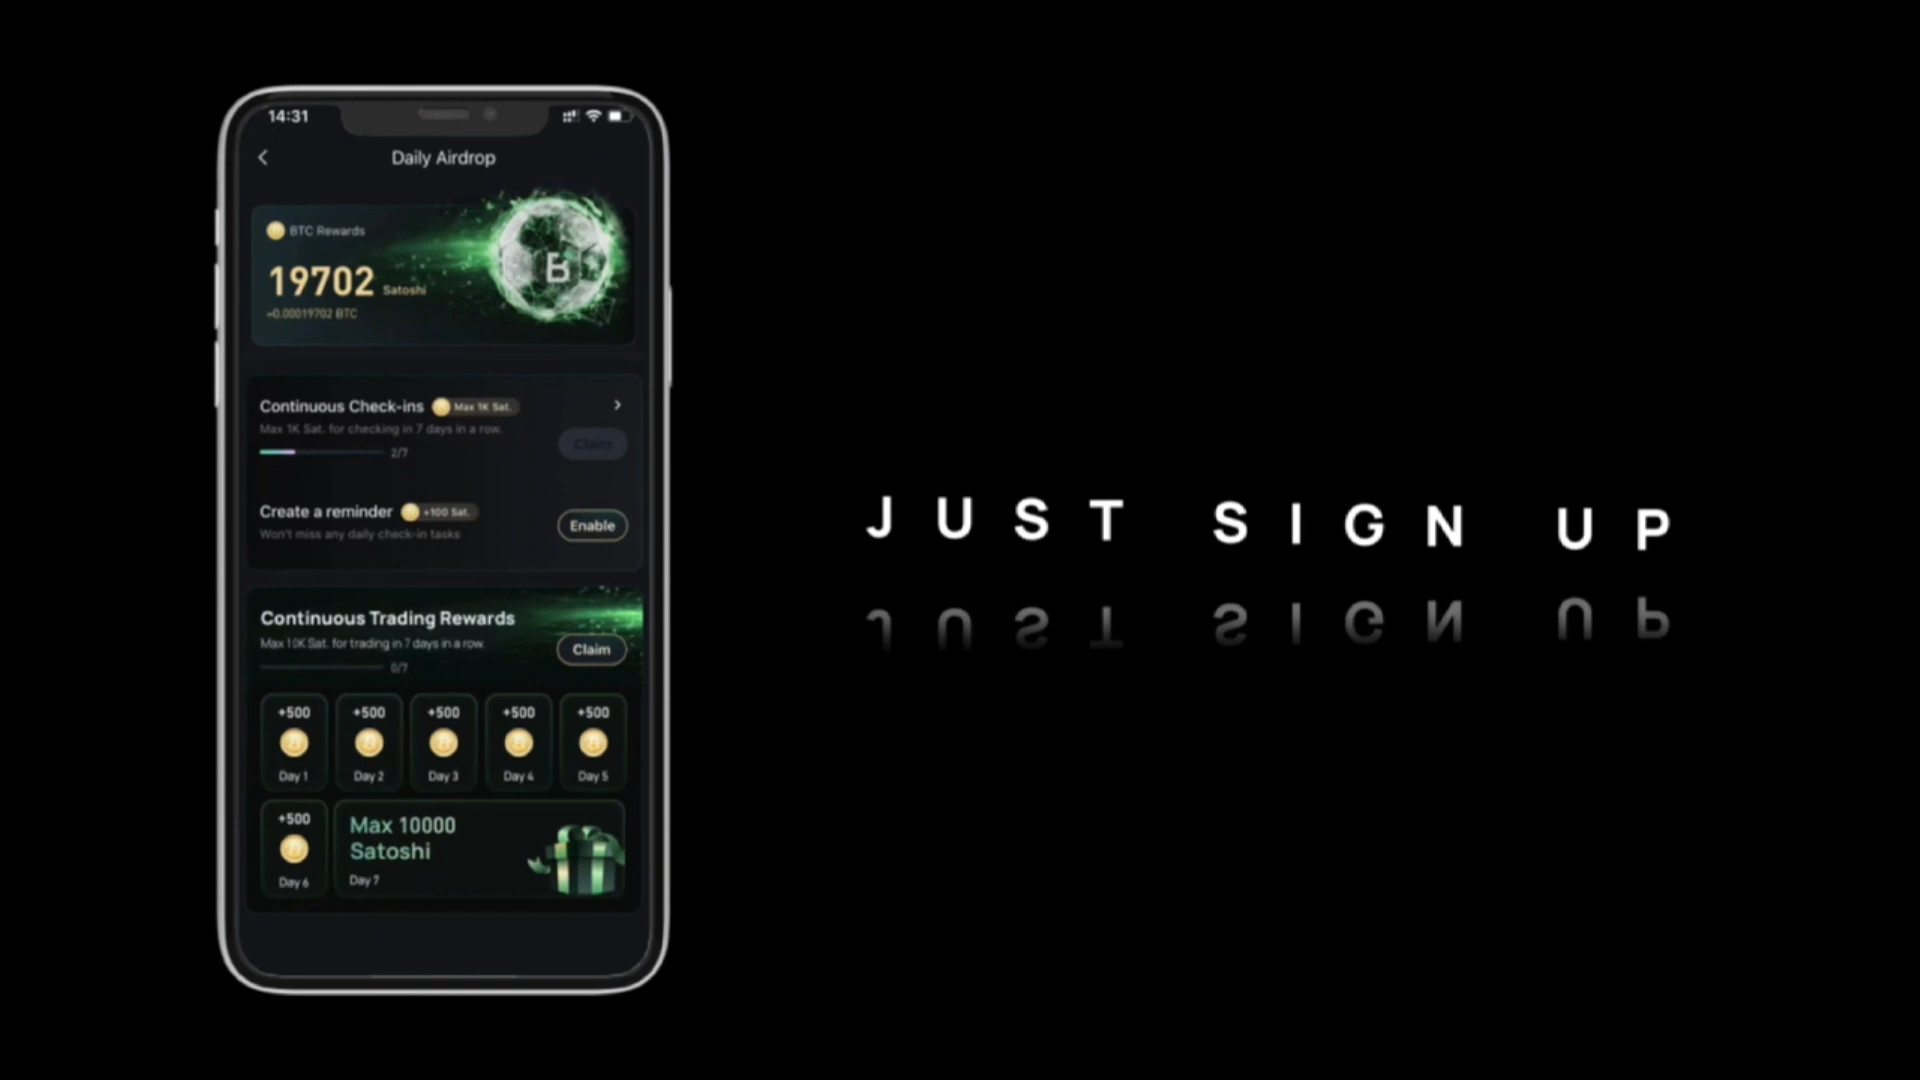 14:31
Daily Airdrop
BTC Rewards
19702 Satoshi
≈0.00019702 BTC
Continuous Check-ins Max 1K Sat.
Max 1K Sat. for checking in 7 days in a row.
2/7
Claim
Create a reminder +100 Sat.
Won't miss any daily check-in tasks
Enable
Continuous Trading Rewards
Max 10K Sat. for trading in 7 days in a row.
0/7
Claim
+500 +500 +500 +500 +500
Day 1 Day 2 Day 3 Day 4 Day 5
+500
Day 6
Max 10000
Satoshi
Day 7
JUST SIGN UP